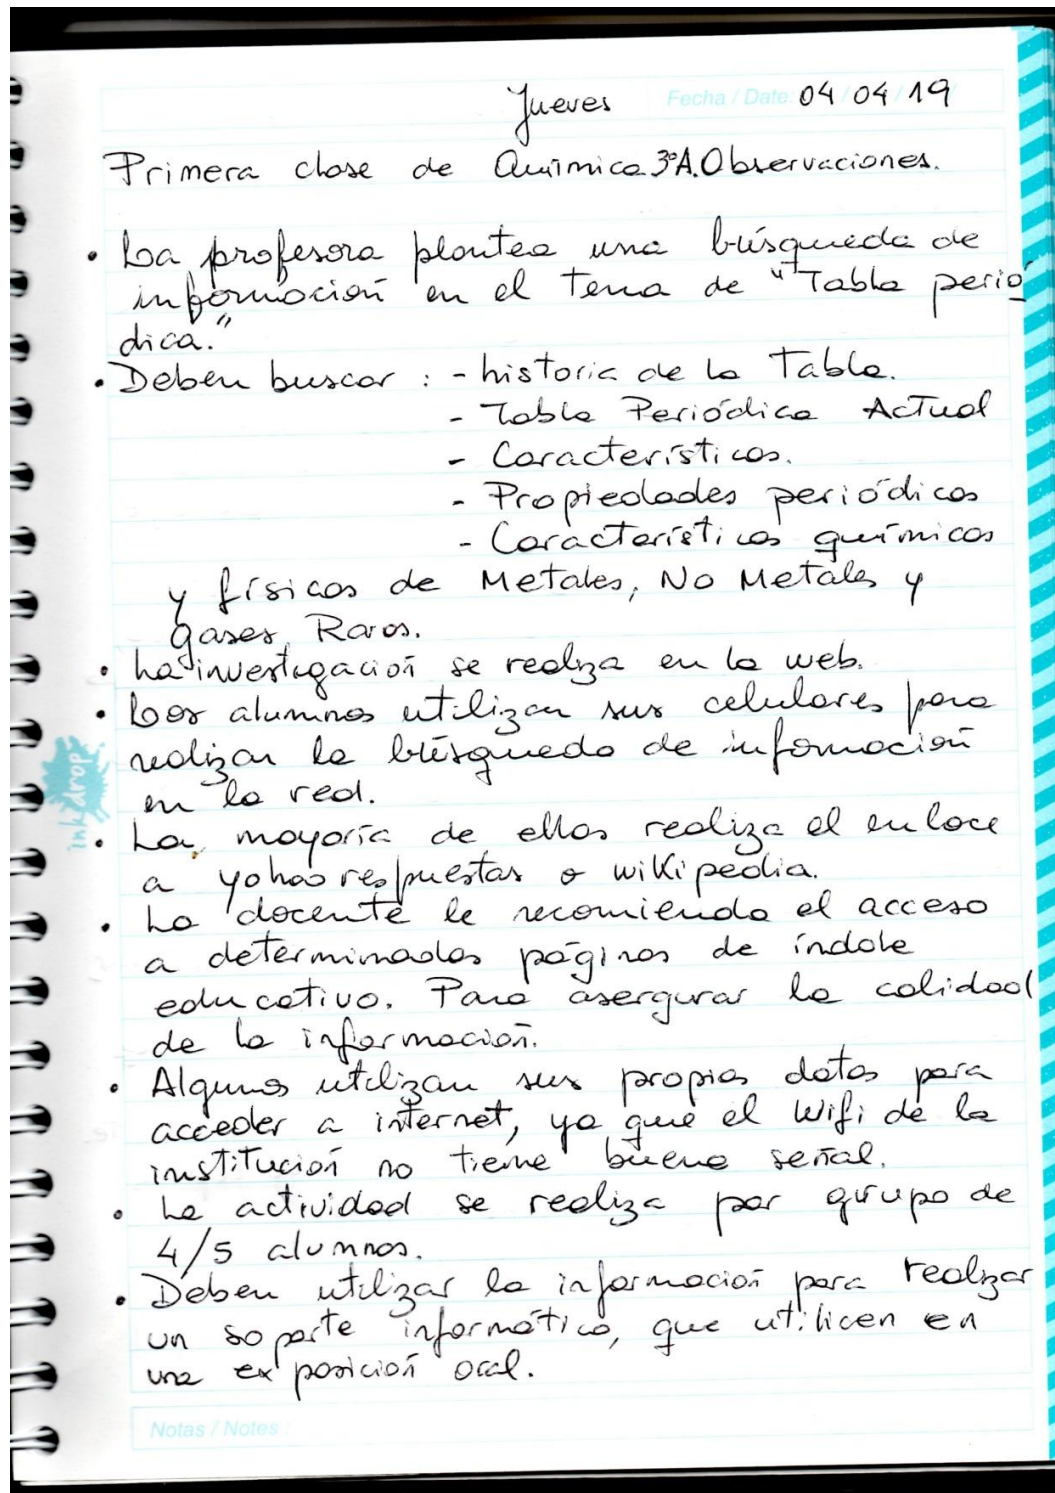 Jueves Fecha / Date: 04 / 04 / 19
Primera clase de Química 3°A. Observaciones.
• La profesora plantea una búsqueda de
información en el Tema de "Tabla perió
dica."
• Deben buscar : - historia de la Tabla.
- Tabla Periódica Actual
- Características.
- Propiedades periódicas
- Características químicas
y físicas de Metales, No Metales y
gases Raros.
• La investigación se realiza en la web.
• Los alumnos utilizan sus celulares para
realizar la búsqueda de información
en la red.
• La mayoría de ellos realiza el enlace
a yahoo respuestas o wikipedia.
• La docente le recomienda el acceso
a determinadas páginas de índole
educativo. Para asergurar la calidad
de la información.
• Algunos utilizan sus propios datos para
acceder a internet, ya que el Wifi de la
institución no tiene buena señal.
• La actividad se realiza por grupo de
4/5 alumnos.
• Deben utilizar la información para realizar
un soporte informático, que utilicen en
una exposición oral.
Notas / Notes :
ink drop